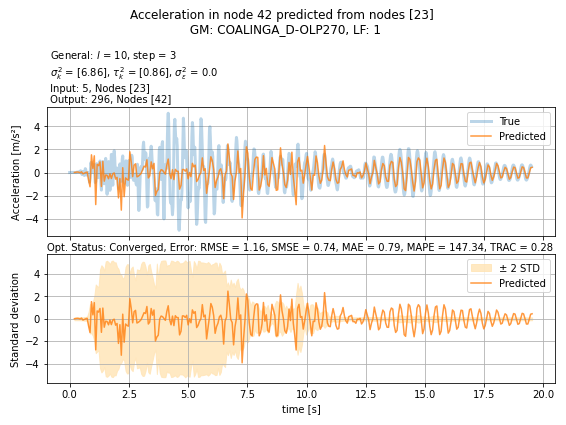 Acceleration in node 42 predicted from nodes [23]
GM: COALINGA_D-OLP270, LF: 1
General: l = 10, step = 3
σ²ₖ = [6.86], τ²ₖ = [0.86], σ²ε = 0.0
Input: 5, Nodes [23]
Output: 296, Nodes [42]
Acceleration [m/s²]
4
2
0
−2
−4
True
Predicted
Opt. Status: Converged, Error: RMSE = 1.16, SMSE = 0.74, MAE = 0.79, MAPE = 147.34, TRAC = 0.28
Standard deviation
4
2
0
−2
−4
± 2 STD
Predicted
0.0 2.5 5.0 7.5 10.0 12.5 15.0 17.5 20.0
time [s]